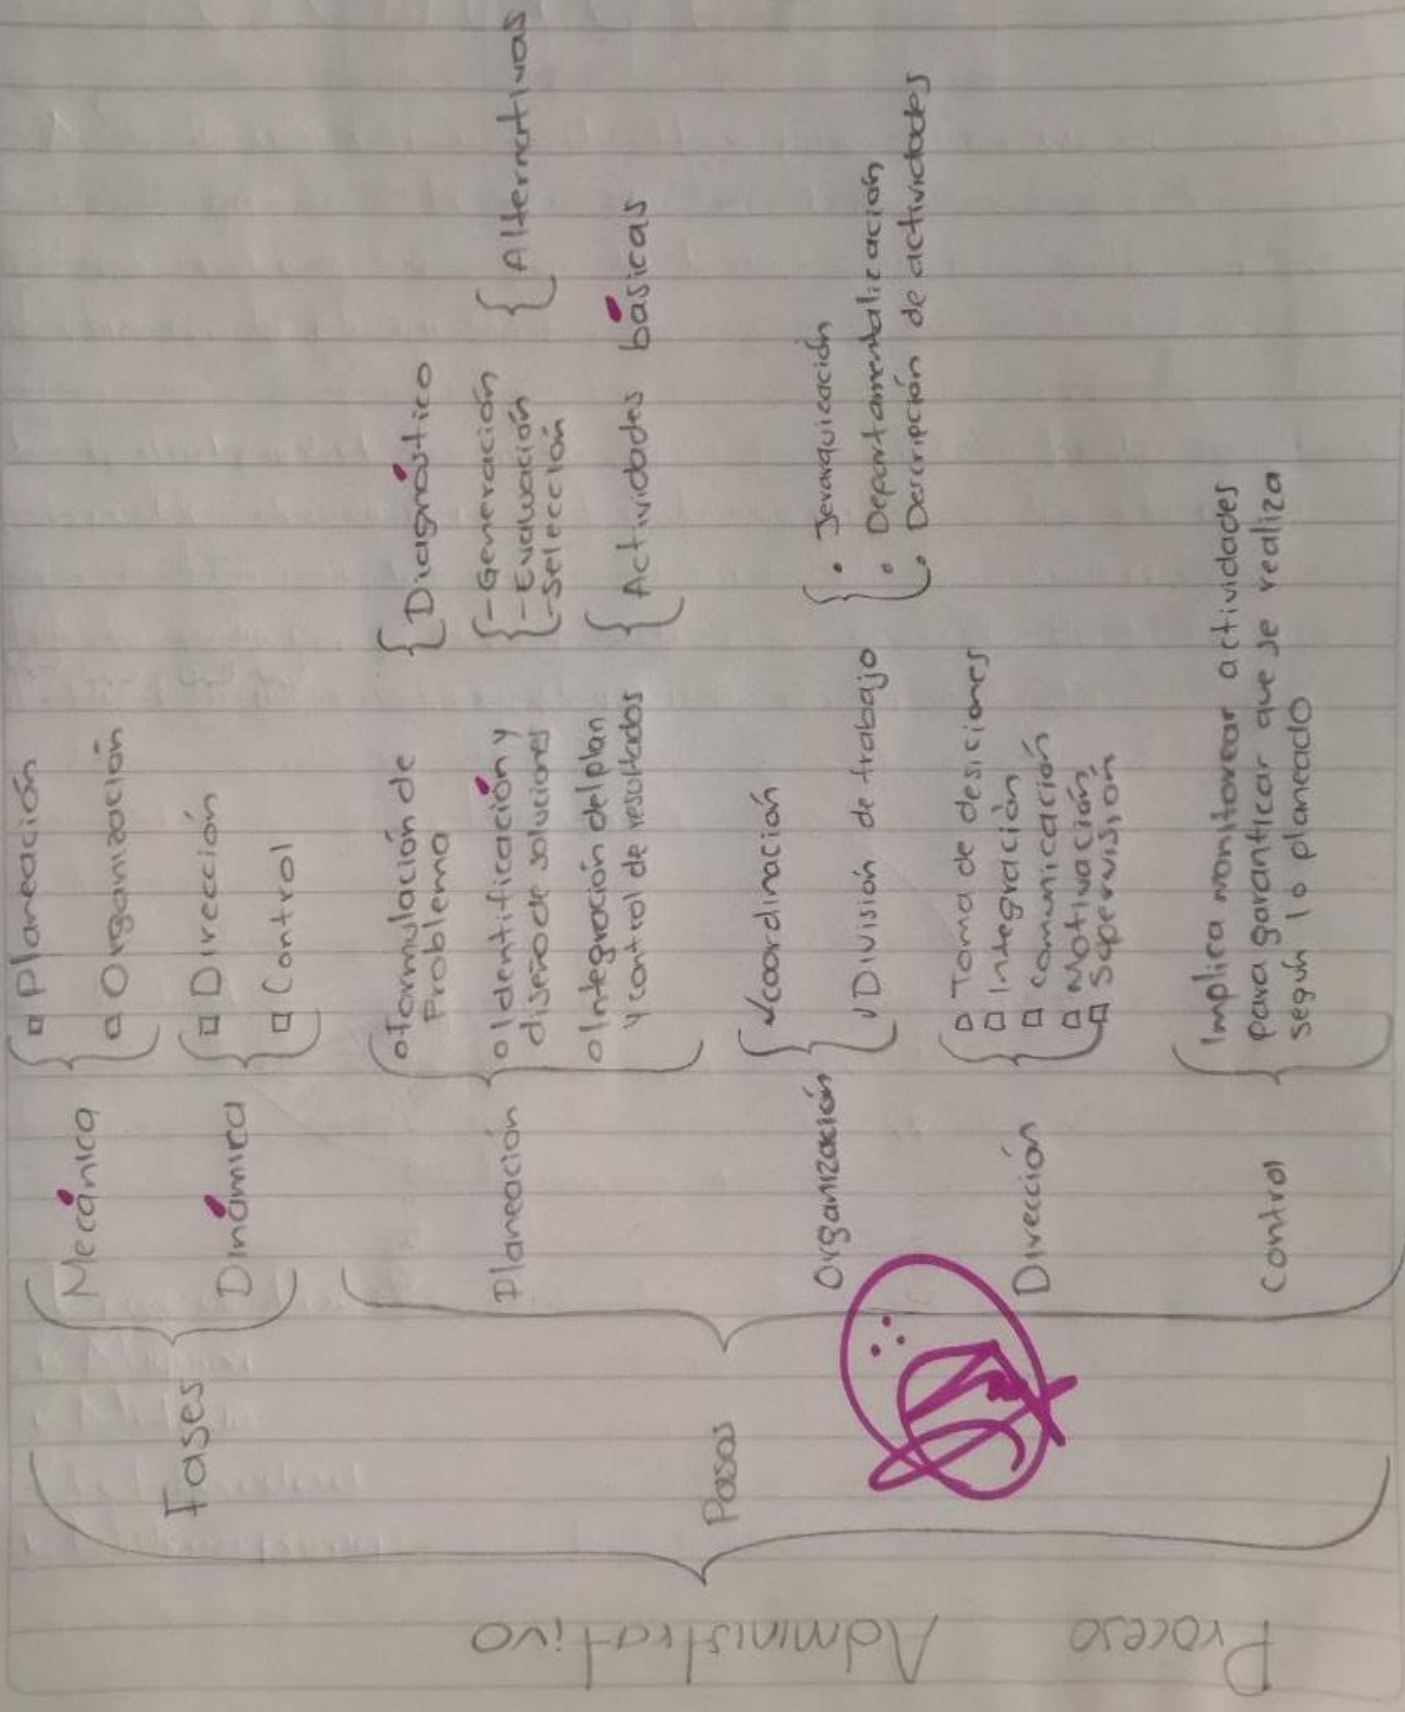 Proceso Administrativo
Fases
Mecánica
Planeación
Organización
Dinámica
Dirección
Control
Pasos
Planeación
Formulación de
Problema
Diagnóstico
Identificación y
diseño de soluciones
- Generación
- Evaluación
- Selección
Alternativas
Integración del plan
y control de resultados
Actividades básicas
Organización
✓ coordinación
✓ División de trabajo
• Jerarquización
• Departamentalización
• Descripción de actividades
Dirección
Toma de desiciones
Integración
Comunicación
Motivación
Supervisión
Control
Implica monitorear actividades
para garantizar que se realiza
según lo planeado